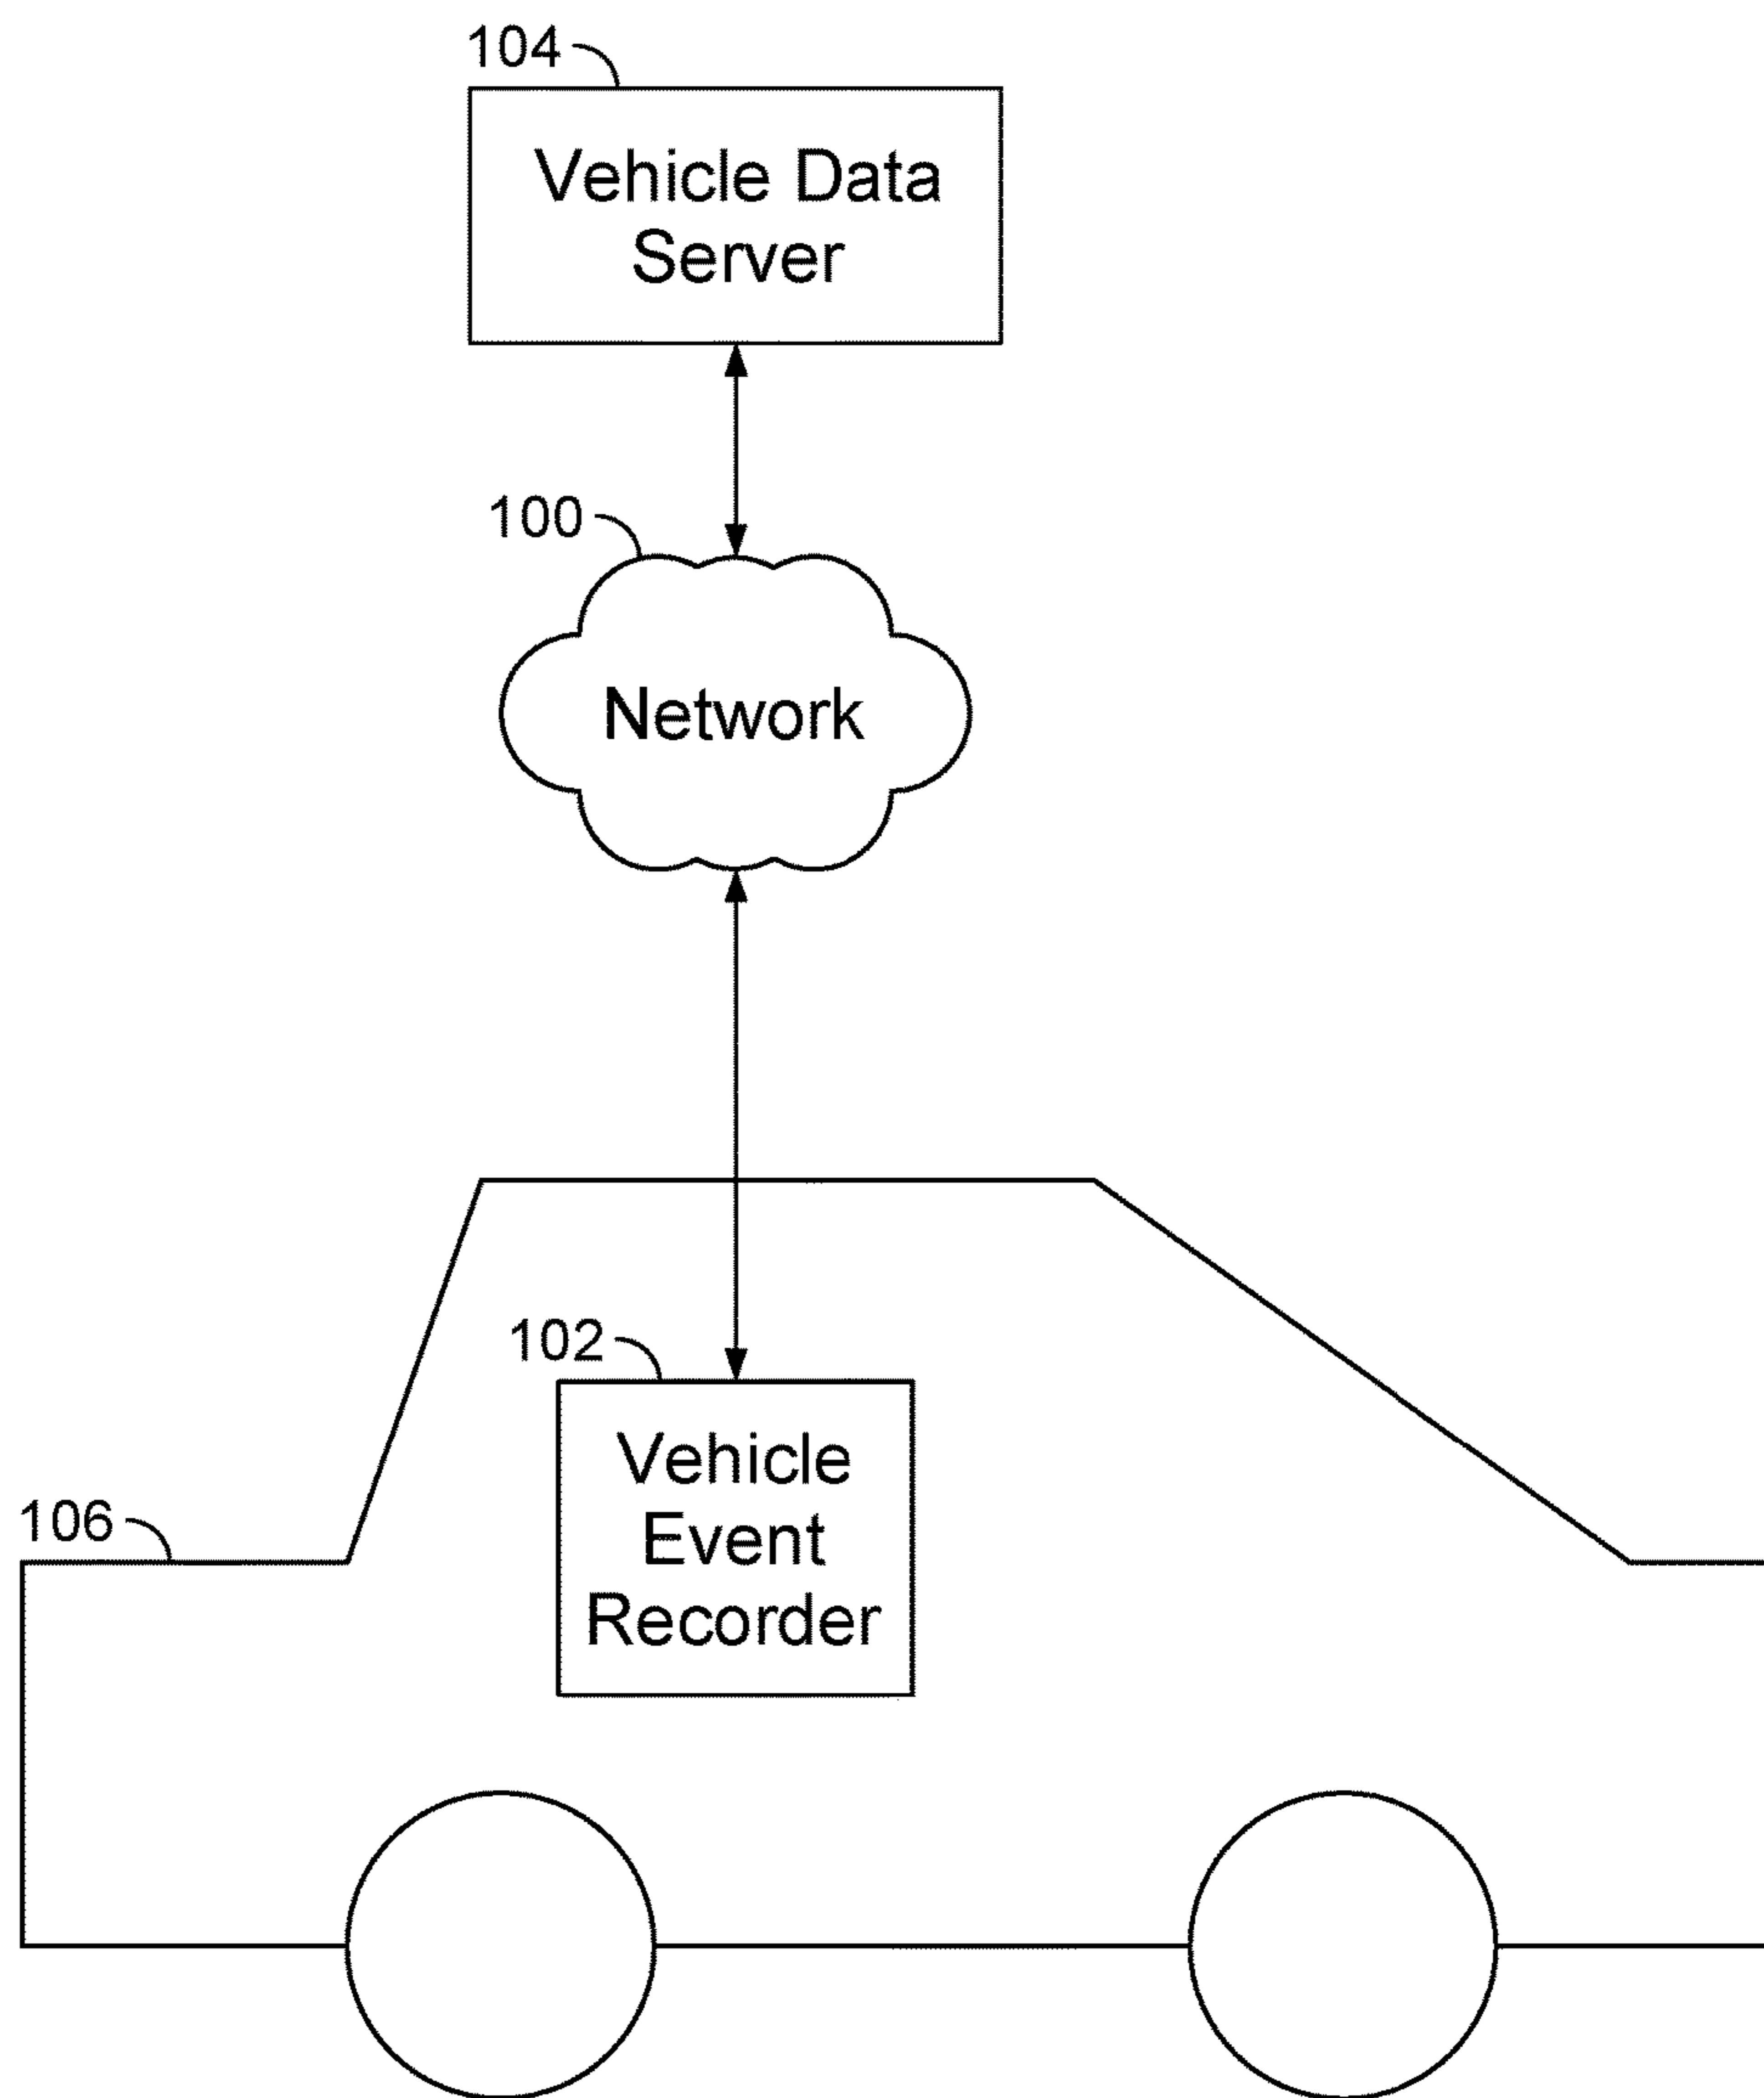 104
Vehicle Data
Server
100
Network
102
Vehicle
Event
Recorder
106